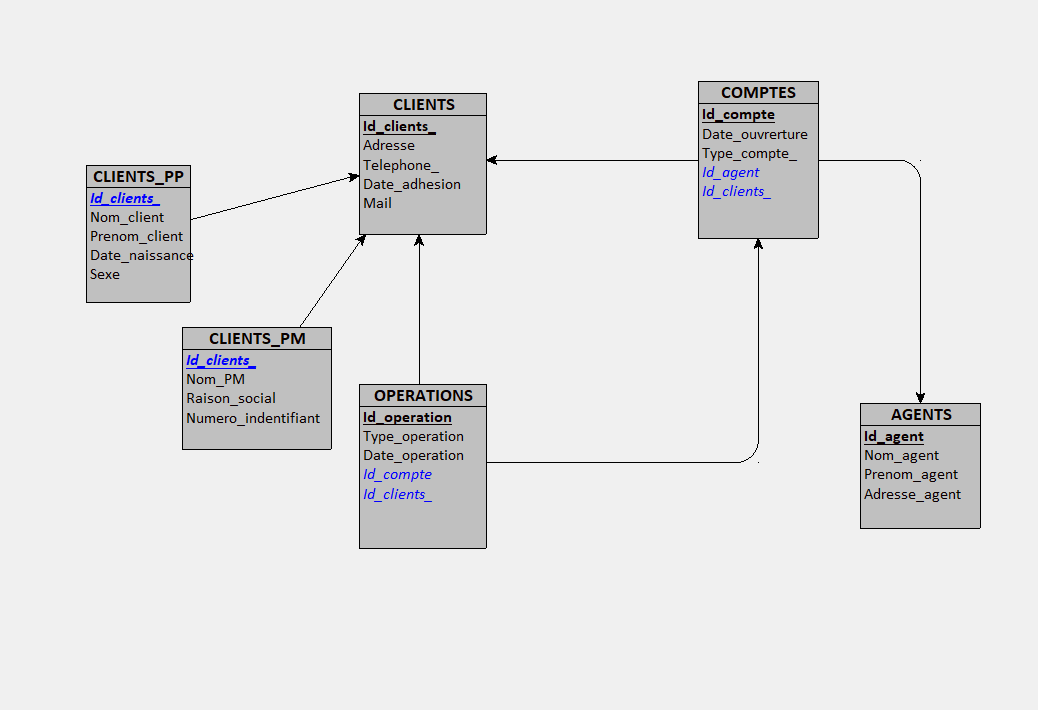 CLIENTS
Id_clients_
Adresse
Telephone_
Date_adhesion
Mail
COMPTES
Id_compte
Date_ouvrerture
Type_compte_
Id_agent
Id_clients_
CLIENTS_PP
Id_clients_
Nom_client
Prenom_client
Date_naissance
Sexe
CLIENTS_PM
Id_clients_
Nom_PM
Raison_social
Numero_indentifiant
OPERATIONS
Id_operation
Type_operation
Date_operation
Id_compte
Id_clients_
AGENTS
Id_agent
Nom_agent
Prenom_agent
Adresse_agent